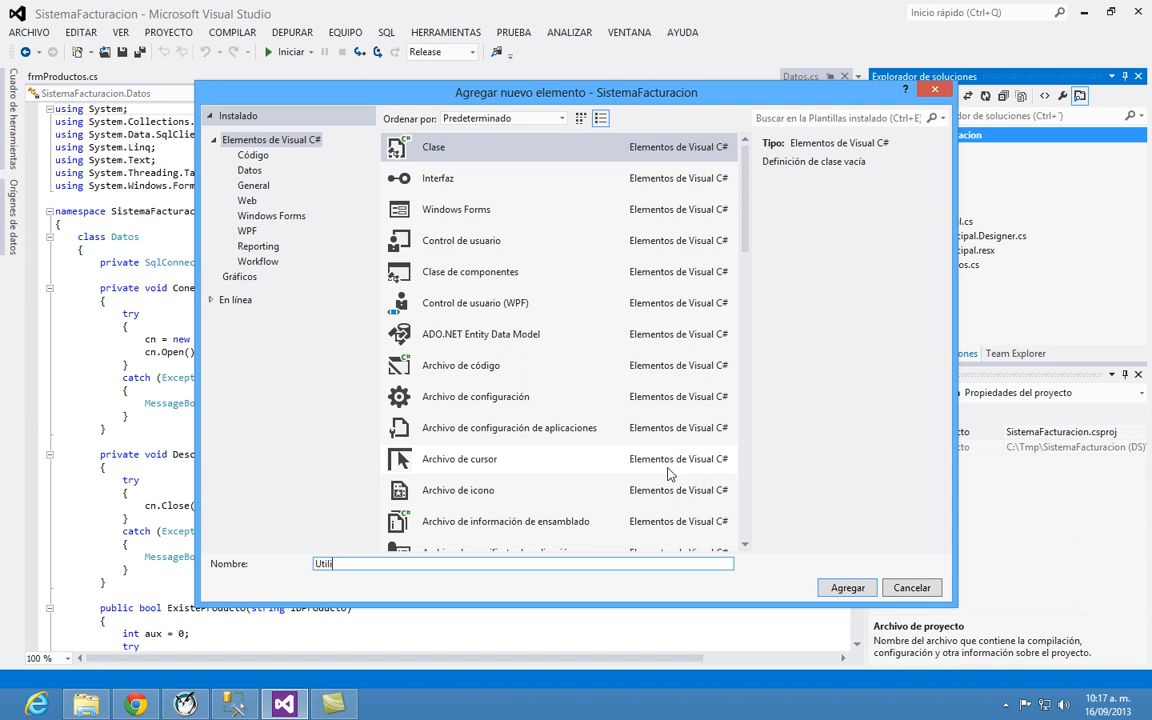 SistemaFacturacion - Microsoft Visual Studio
Inicio rápido (Ctrl+Q)
ARCHIVO EDITAR VER PROYECTO COMPILAR DEPURAR EQUIPO SQL HERRAMIENTAS PRUEBA ANALIZAR VENTANA AYUDA
Iniciar Release
Cuadro de herramientas
Orígenes de datos
frmProductos.cs
Datos.cs
Explorador de soluciones
SistemaFacturacion.Datos
using System;
using System.Collections.
using System.Data.SqlClie
using System.Linq;
using System.Text;
using System.Threading.Ta
using System.Windows.Form
namespace SistemaFacturac
{
class Datos
{
private SqlConnec
private void Cone
{
try
{
cn = new
cn.Open()
}
catch (Except
{
MessageBo
}
}
private void Desc
{
try
{
cn.Close(
}
catch (Except
{
MessageBo
}
}
public bool ExisteProducto(string IDProducto)
{
int aux = 0;
try
100 %
Agregar nuevo elemento - SistemaFacturacion
?
Instalado
Elementos de Visual C#
Código
Datos
General
Web
Windows Forms
WPF
Reporting
Workflow
Gráficos
En línea
Ordenar por: Predeterminado
Clase Elementos de Visual C#
Interfaz Elementos de Visual C#
Windows Forms Elementos de Visual C#
Control de usuario Elementos de Visual C#
Clase de componentes Elementos de Visual C#
Control de usuario (WPF) Elementos de Visual C#
ADO.NET Entity Data Model Elementos de Visual C#
Archivo de código Elementos de Visual C#
Archivo de configuración Elementos de Visual C#
Archivo de configuración de aplicaciones Elementos de Visual C#
Archivo de cursor Elementos de Visual C#
Archivo de icono Elementos de Visual C#
Archivo de información de ensamblado Elementos de Visual C#
Buscar en la Plantillas instalado (Ctrl+E)
Tipo: Elementos de Visual C#
Definición de clase vacía
Nombre: Utili
Agregar Cancelar
dor de soluciones
acion
al.cs
cipal.Designer.cs
cipal.resx
os.cs
ones Team Explorer
Propiedades del proyecto
cto SistemaFacturacion.csproj
cto C:\Tmp\SistemaFacturacion (DS)\
Archivo de proyecto
Nombre del archivo que contiene la compilación,
configuración y otra información sobre el proyecto.
10:17 a. m.
16/09/2013